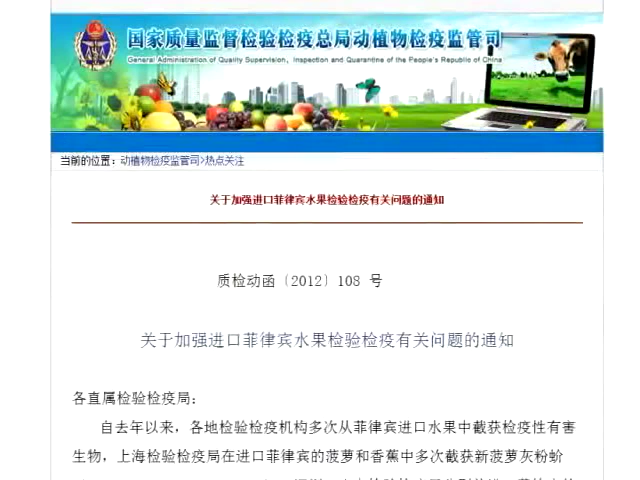 国家质量监督检验检疫总局动植物检疫监管司
General Administration of Quality Supervision, Inspection and Quarantine of the People's Republic of China
当前的位置：动植物检疫监管司>热点关注
关于加强进口菲律宾水果检验检疫有关问题的通知
质检动函〔2012〕108 号
关于加强进口菲律宾水果检验检疫有关问题的通知
各直属检验检疫局：
自去年以来，各地检验检疫机构多次从菲律宾进口水果中截获检疫性有害
生物，上海检验检疫局在进口菲律宾的菠萝和香蕉中多次截获新菠萝灰粉蚧